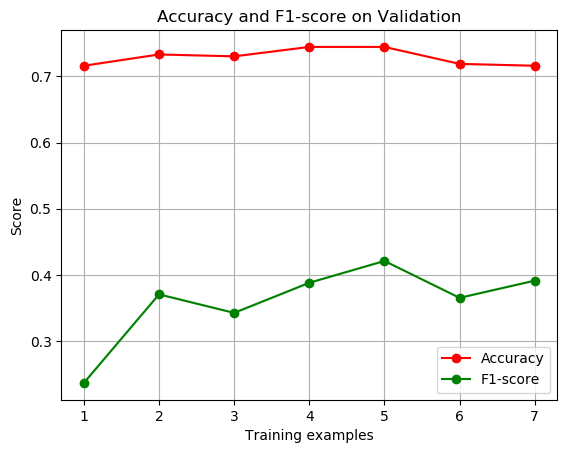 Accuracy and F1-score on Validation
0.7
0.6
0.5
0.4
0.3
Score
1 2 3 4 5 6 7
Training examples
Accuracy
F1-score